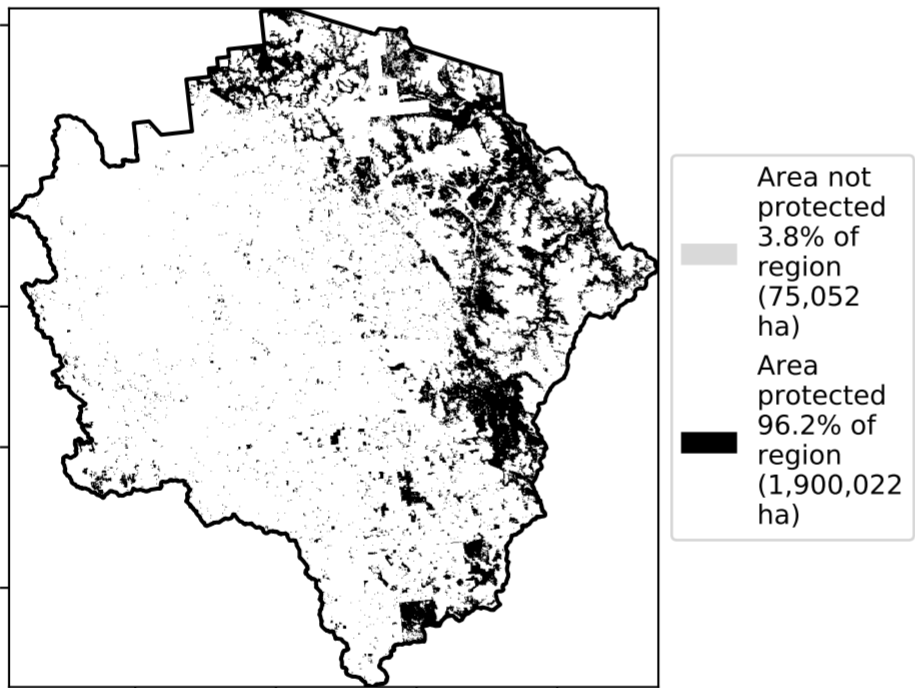 Area not
protected
3.8% of
region
(75,052
ha)
Area
protected
96.2% of
region
(1,900,022
ha)